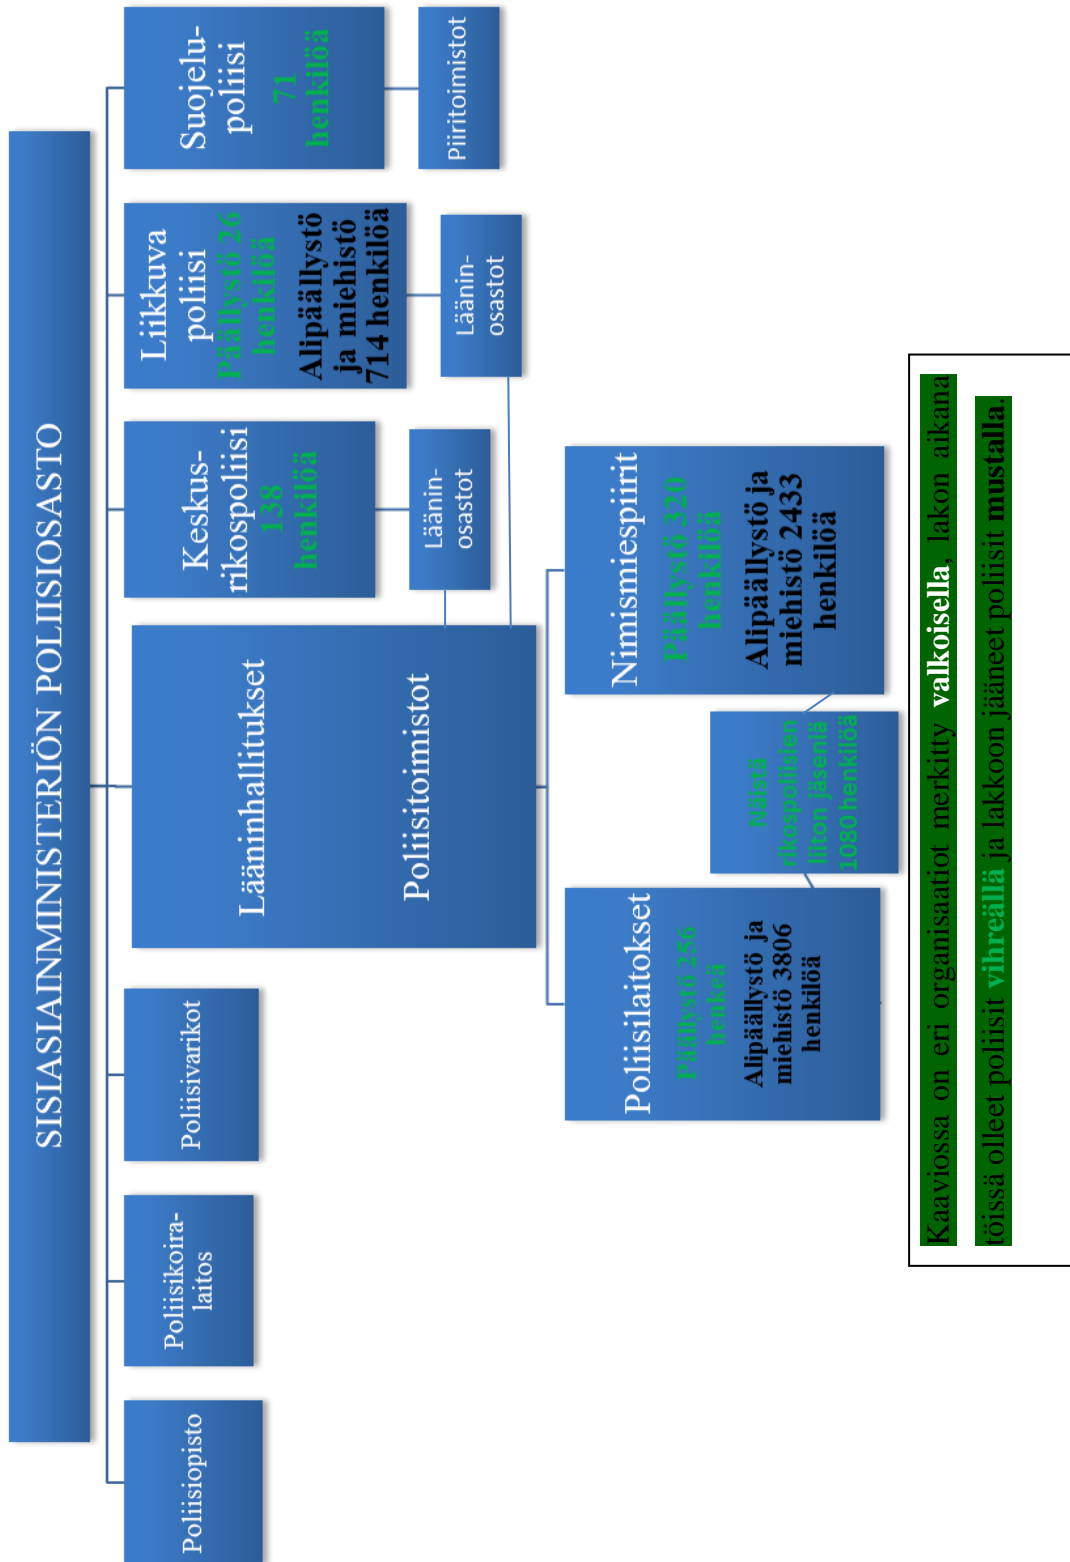 SISIASIAINMINISTERIÖN POLIISIOSASTO
Poliisiopisto
Poliisikoira-
laitos
Poliisivarikot
Lääninhallitukset
Poliisitoimistot
Keskus-
rikospoliisi
138
henkilöä
Liikkuva
poliisi
Päällystö 26
henkilöä
Alipäällystö
ja miehistö
714 henkilöä
Suojelu-
poliisi
71
henkilöä
Läänin-
osastot
Läänin-
osastot
Piiritoimistot
Poliisilaitokset
Päällystö 256
henkeä
Alipäällystö ja
miehistö 3806
henkilöä
Näistä
rikospoliisien
liiton jäseniä
1080 henkilöä
Nimismiespiirit
Päällystö 320
henkilöä
Alipäällystö ja
miehistö 2433
henkilöä
Kaaviossa on eri organisaatiot merkitty valkoisella, lakon aikana
töissä olleet poliisit vihreällä ja lakkoon jääneet poliisit mustalla.